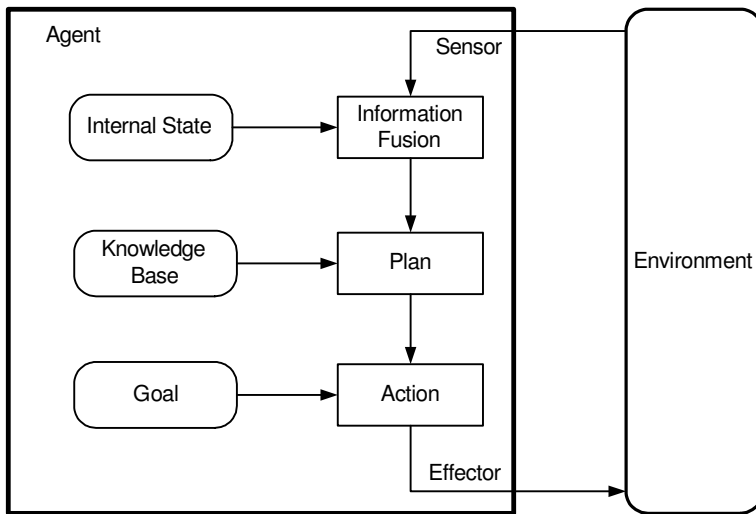 Agent
Sensor
Internal State
Information
Fusion
Knowledge
Base
Plan
Environment
Goal
Action
Effector